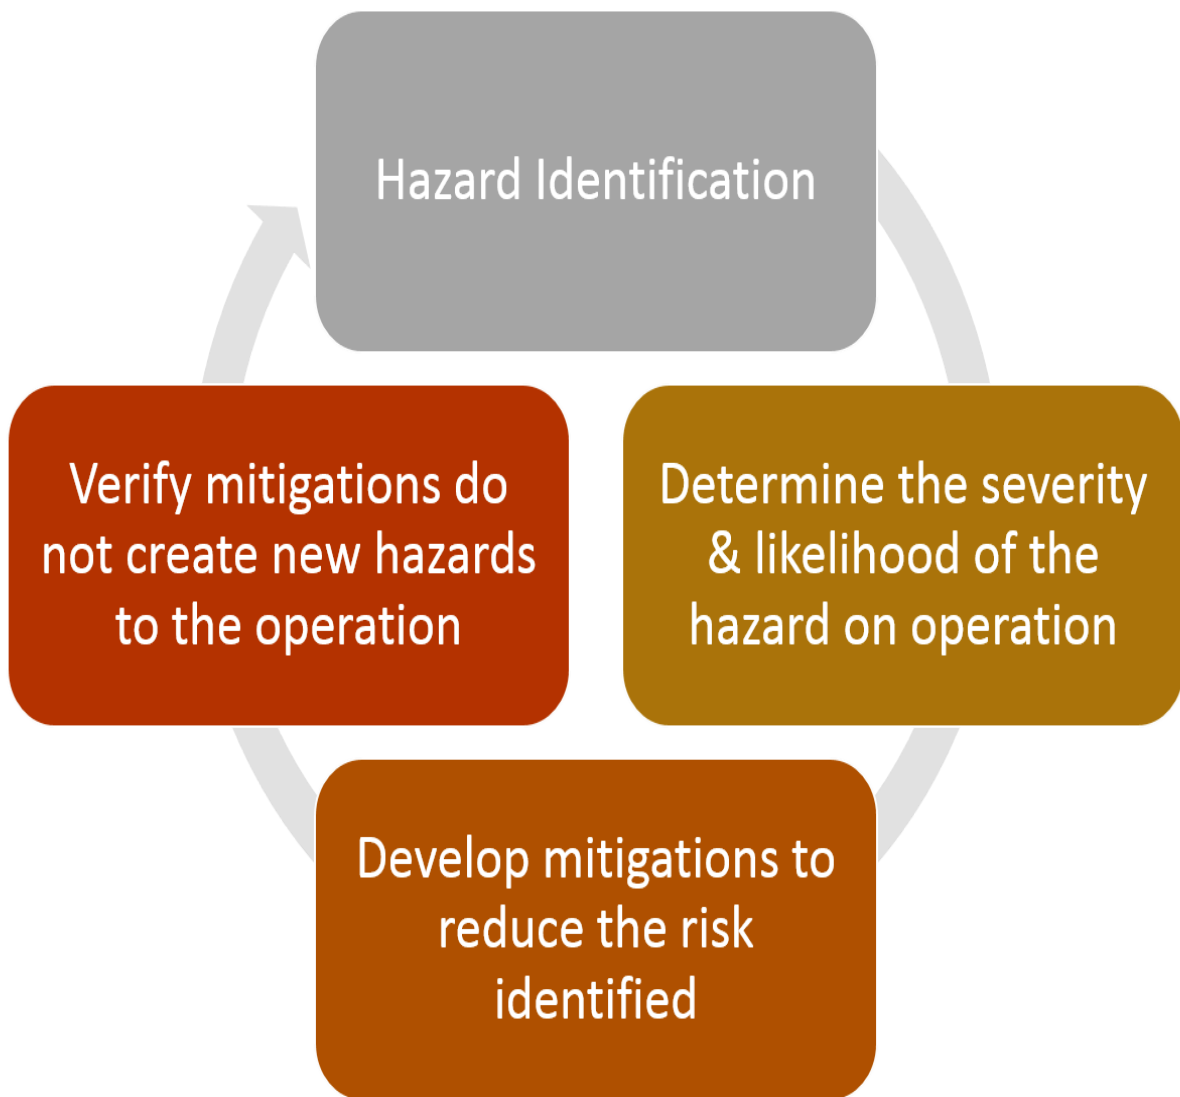 Hazard Identification
Determine the severity
& likelihood of the
hazard on operation
Develop mitigations to
reduce the risk
identified
Verify mitigations do
not create new hazards
to the operation